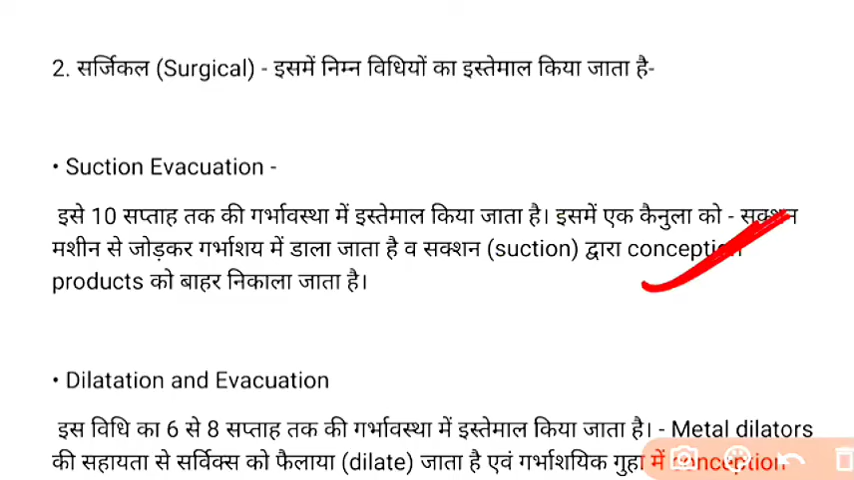 2. सर्जिकल (Surgical) - इसमें निम्न विधियों का इस्तेमाल किया जाता है-
• Suction Evacuation -
इसे 10 सप्ताह तक की गर्भावस्था में इस्तेमाल किया जाता है। इसमें एक कैनुला को - सक्शन
मशीन से जोड़कर गर्भाशय में डाला जाता है व सक्शन (suction) द्वारा conception
products को बाहर निकाला जाता है।
• Dilatation and Evacuation
इस विधि का 6 से 8 सप्ताह तक की गर्भावस्था में इस्तेमाल किया जाता है। - Metal dilators
की सहायता से सर्विक्स को फैलाया (dilate) जाता है एवं गर्भाशयिक गुहा में conception